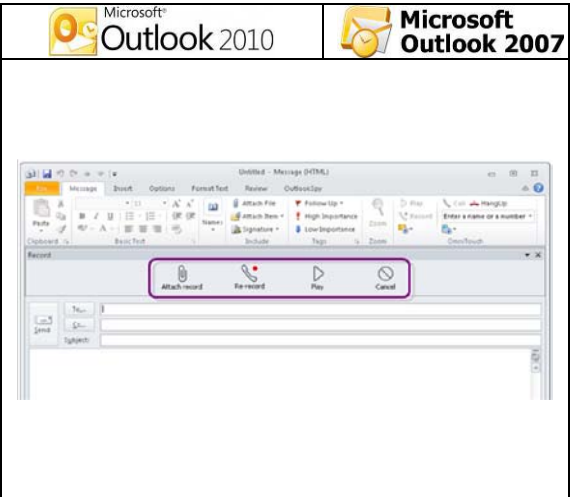 Microsoft®
Outlook 2010
Microsoft
Outlook 2007
Untitled - Message (HTML)
File Message Insert Options Format Text Review OutlookSpy
Paste
11
Names
Attach File
Attach Item
Signature
Follow Up
High Importance
Low Importance
Zoom
Play
Record
Call HangUp
Enter a name or a number
Clipboard Basic Text Include Tags Zoom OmniTouch
Record
Attach record Re-record Play Cancel
Send
To...
Cc...
Subject: